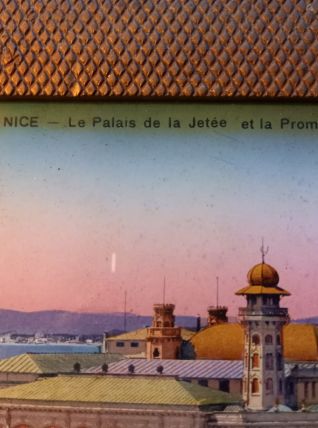 NICE — Le Palais de la Jetée et la Prom